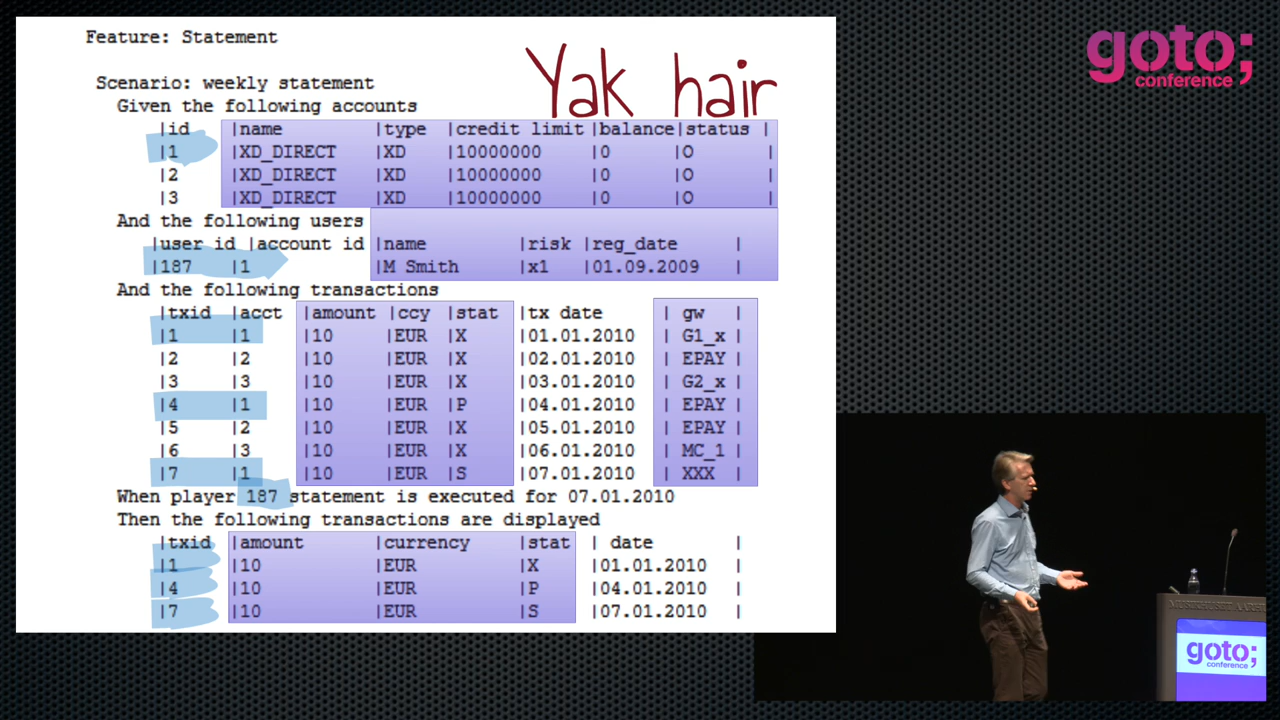 Feature: Statement
Yak hair
Scenario: weekly statement
Given the following accounts
|id |name |type |credit limit|balance|status |
|1 |XD_DIRECT |XD |10000000 |0 |O |
|2 |XD_DIRECT |XD |10000000 |0 |O
|3 |XD_DIRECT |XD |10000000 |0 |O |
And the following users
|user id |account id |name |risk |reg_date |
|187 |1 |M Smith |x1 |01.09.2009 |
And the following transactions
|txid |acct |amount |ccy |stat |tx date | gw |
|1 |1 |10 |EUR |X |01.01.2010 | G1_x |
|2 |2 |10 |EUR |X |02.01.2010 | EPAY |
|3 |3 |10 |EUR |X |03.01.2010 | G2_x |
|4 |1 |10 |EUR |P |04.01.2010 | EPAY |
|5 |2 |10 |EUR |X |05.01.2010 | EPAY |
|6 |3 |10 |EUR |X |06.01.2010 | MC_1 |
|7 |1 |10 |EUR |S |07.01.2010 | XXX |
When player 187 statement is executed for 07.01.2010
Then the following transactions are displayed
|txid |amount |currency |stat | date |
|1 |10 |EUR |X |01.01.2010 |
|4 |10 |EUR |P |04.01.2010 |
|7 |10 |EUR |S |07.01.2010 |
goto;
conference
MUSIKHUSET AARH
goto;
conference